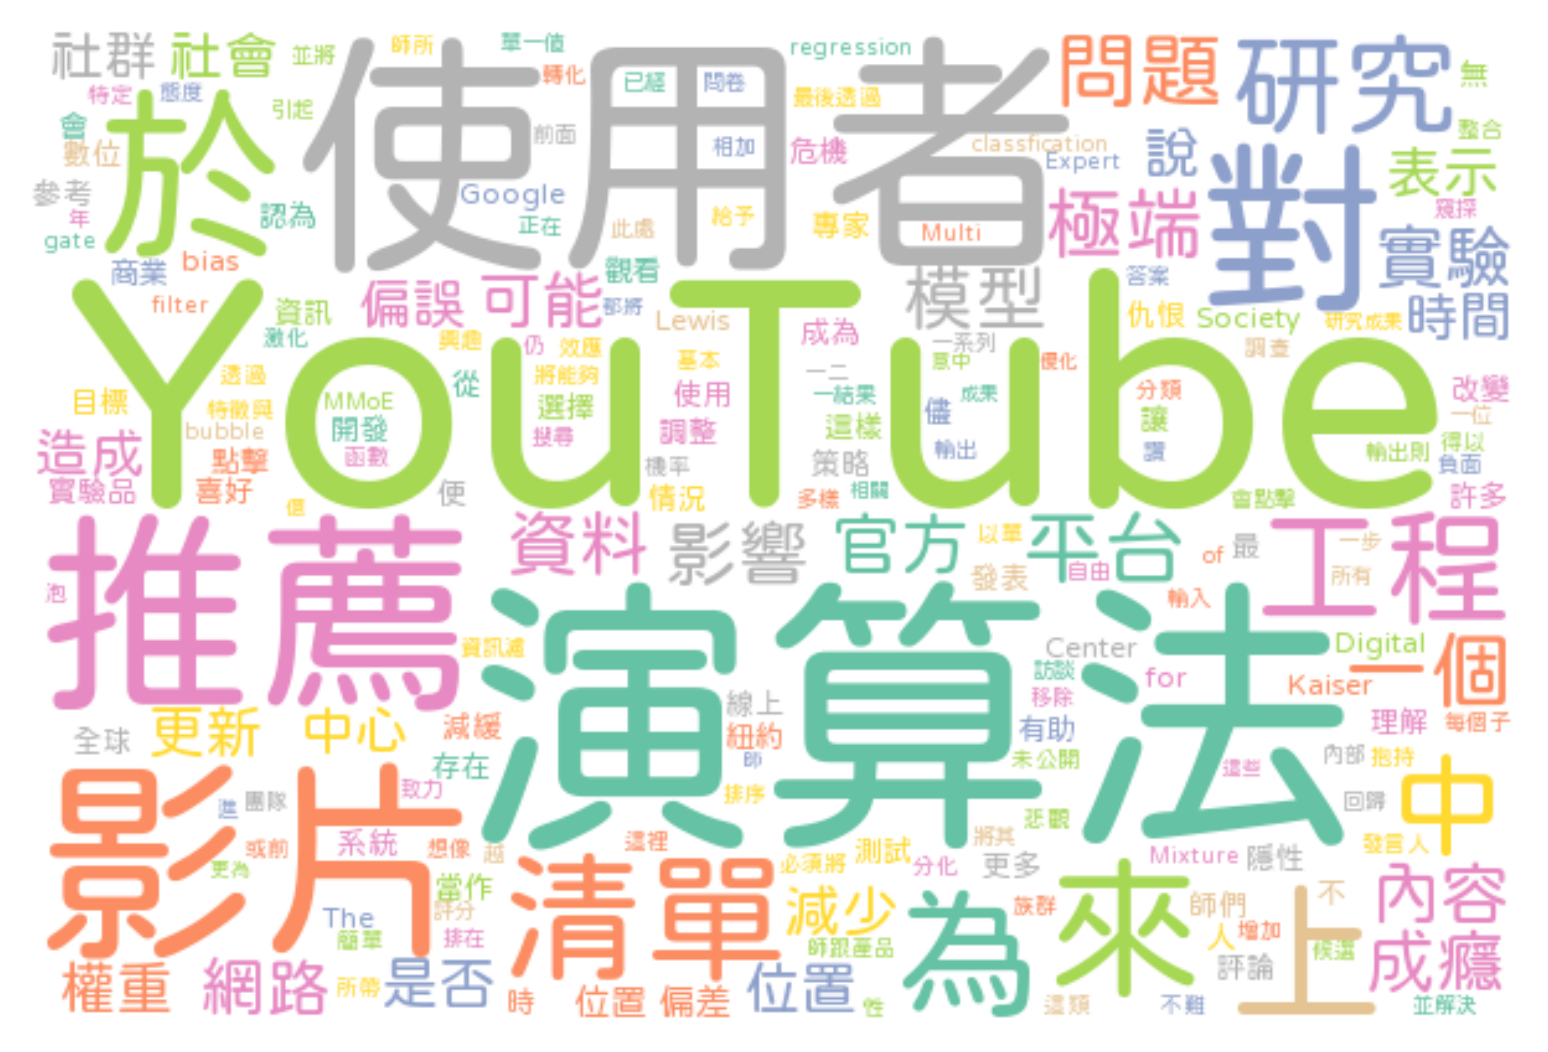 社群 社會 並將 師所 單一值 regression 問題 研究 無
特定 態度 引起 轉化 已經 問卷 最後透過
於 使用者 classfication 整合
會 數位 前面 相加 危機 Expert 說 對 表示
參考 年 認為 Google 正在 此處 給予 專家 Multi 極端 窺探
gate 商業 bias 觀看 模型 答案 實驗
filter 資訊 偏誤 可能 都將 Lewis 成為 仇恨 Society 研究成果 時間
激化 興趣 仍 效應 一系列 意中 優化 調查
YouTube
透過 從 將能夠 基本 一二 使用 一結果 成果 分類 改變
目標 特徵與 MMoE 選擇 儘 讓 一位
bubble 開發 搜尋 調整 這樣 輸出 讚 輸出則 得以
造成 點擊 函數 機率 策略 負面
實驗品 喜好 便 情況 多樣 相關 會點擊 許多
億 資料 影響 官方 以單 平台 of 最 工程 一步
推薦 發表 自由 所有
泡 演算法 輸入
資訊濾 Center 訪談 for Digital 一個
線上 移除 Kaiser
全球 更新 中心 減緩 紐約 有助 理解 每個子
存在 師 未公開 這些 內部 抱持
影片 致力 排序 回歸 中
進 團隊 悲觀
或前 系統 想像 越 這裡 測試 將其 發言人
更為 當作 清單 必須將 分化 更多 Mixture 隱性
The 評分 減少 為 族群 來 師們 上 不 內容
簡單 排在 師跟產品 人 增加 候選
權重 網路 所帶 是否 位置 評論 成癮
時 位置 偏差 性 這類 不難 並解決